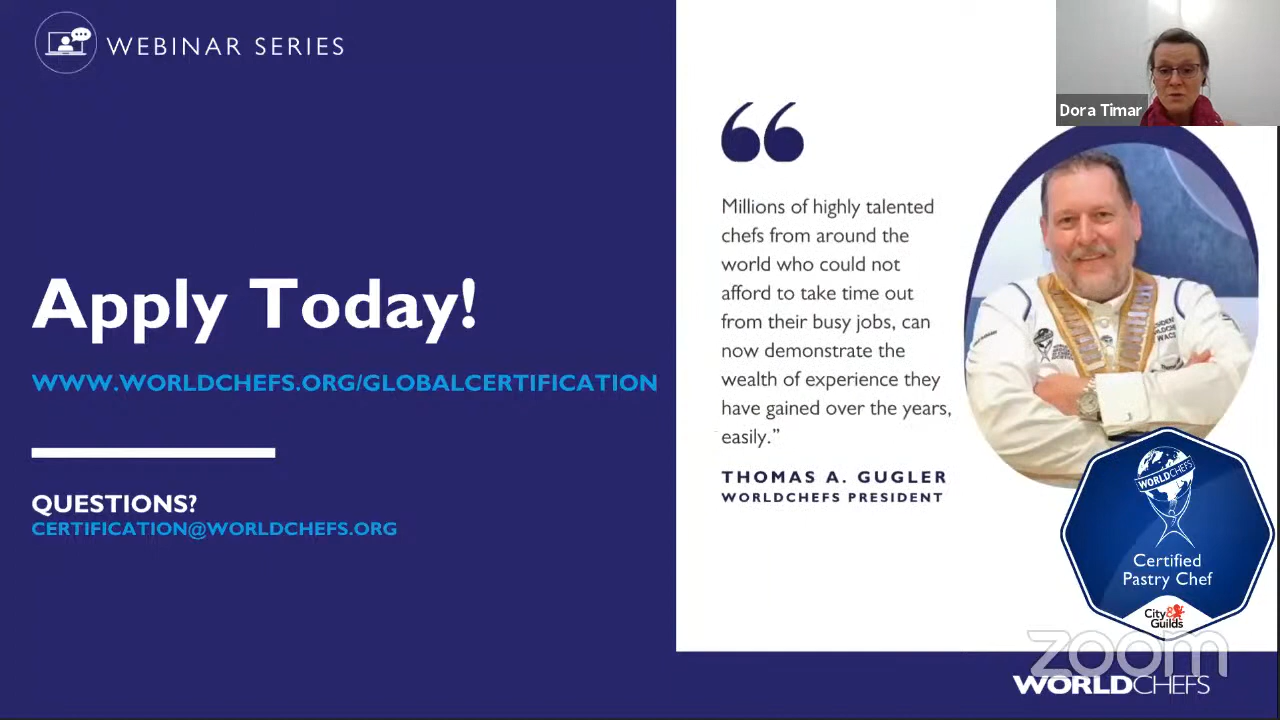 WEBINAR SERIES
Dora Timar
Apply Today!
WWW.WORLDCHEFS.ORG/GLOBALCERTIFICATION
QUESTIONS?
CERTIFICATION@WORLDCHEFS.ORG
Millions of highly talented
chefs from around the
world who could not
afford to take time out
from their busy jobs, can
now demonstrate the
wealth of experience they
have gained over the years,
easily.”
THOMAS A. GUGLER
WORLDCHEFS PRESIDENT
WORLDCHEFS
Certified
Pastry Chef
City&
Guilds
zoom
WORLDCHEFS